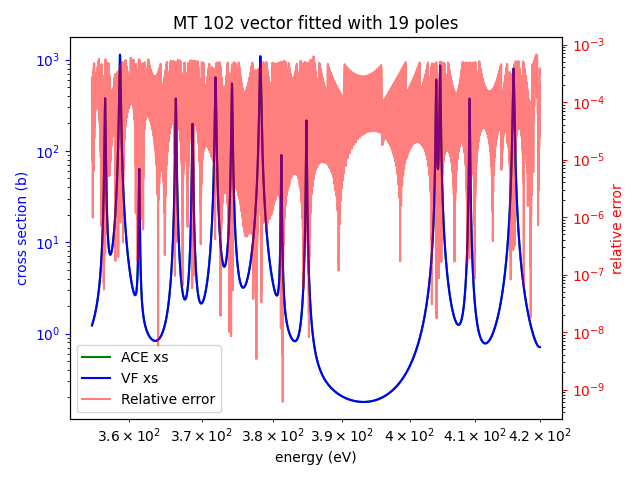 MT 102 vector fitted with 19 poles
cross section (b)
10³
10²
10¹
10⁰
ACE xs
VF xs
Relative error
3.6 × 10²
3.7 × 10²
3.8 × 10²
3.9 × 10²
4 × 10²
4.1 × 10²
4.2 × 10²
energy (eV)
10⁻³
10⁻⁴
10⁻⁵
10⁻⁶
10⁻⁷
10⁻⁸
10⁻⁹
relative error